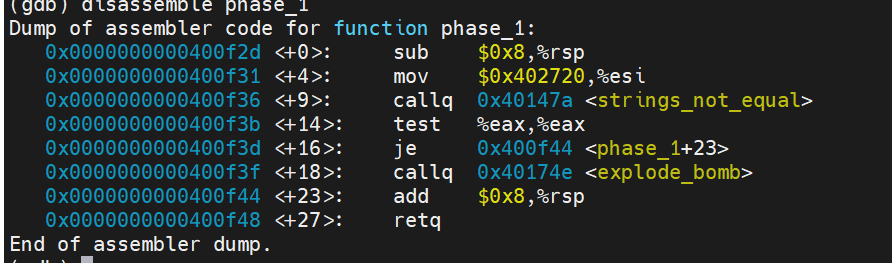 (gdb) disassemble phase_1
Dump of assembler code for function phase_1:
   0x0000000000400f2d <+0>:     sub    $0x8,%rsp
   0x0000000000400f31 <+4>:     mov    $0x402720,%esi
   0x0000000000400f36 <+9>:     callq  0x40147a <strings_not_equal>
   0x0000000000400f3b <+14>:    test   %eax,%eax
   0x0000000000400f3d <+16>:    je     0x400f44 <phase_1+23>
   0x0000000000400f3f <+18>:    callq  0x40174e <explode_bomb>
   0x0000000000400f44 <+23>:    add    $0x8,%rsp
   0x0000000000400f48 <+27>:    retq
End of assembler dump.
(gdb)